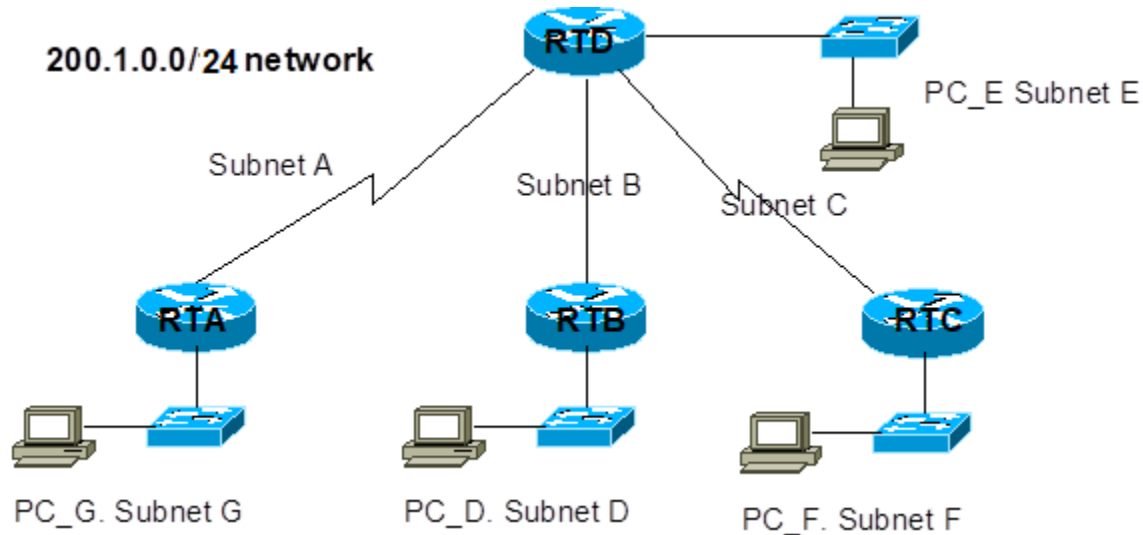 RTD
200.1.0.0/24 network
PC_E Subnet E
Subnet A
Subnet B
Subnet C
RTA
RTB
RTC
PC_G. Subnet G
PC_D. Subnet D
PC_F. Subnet F